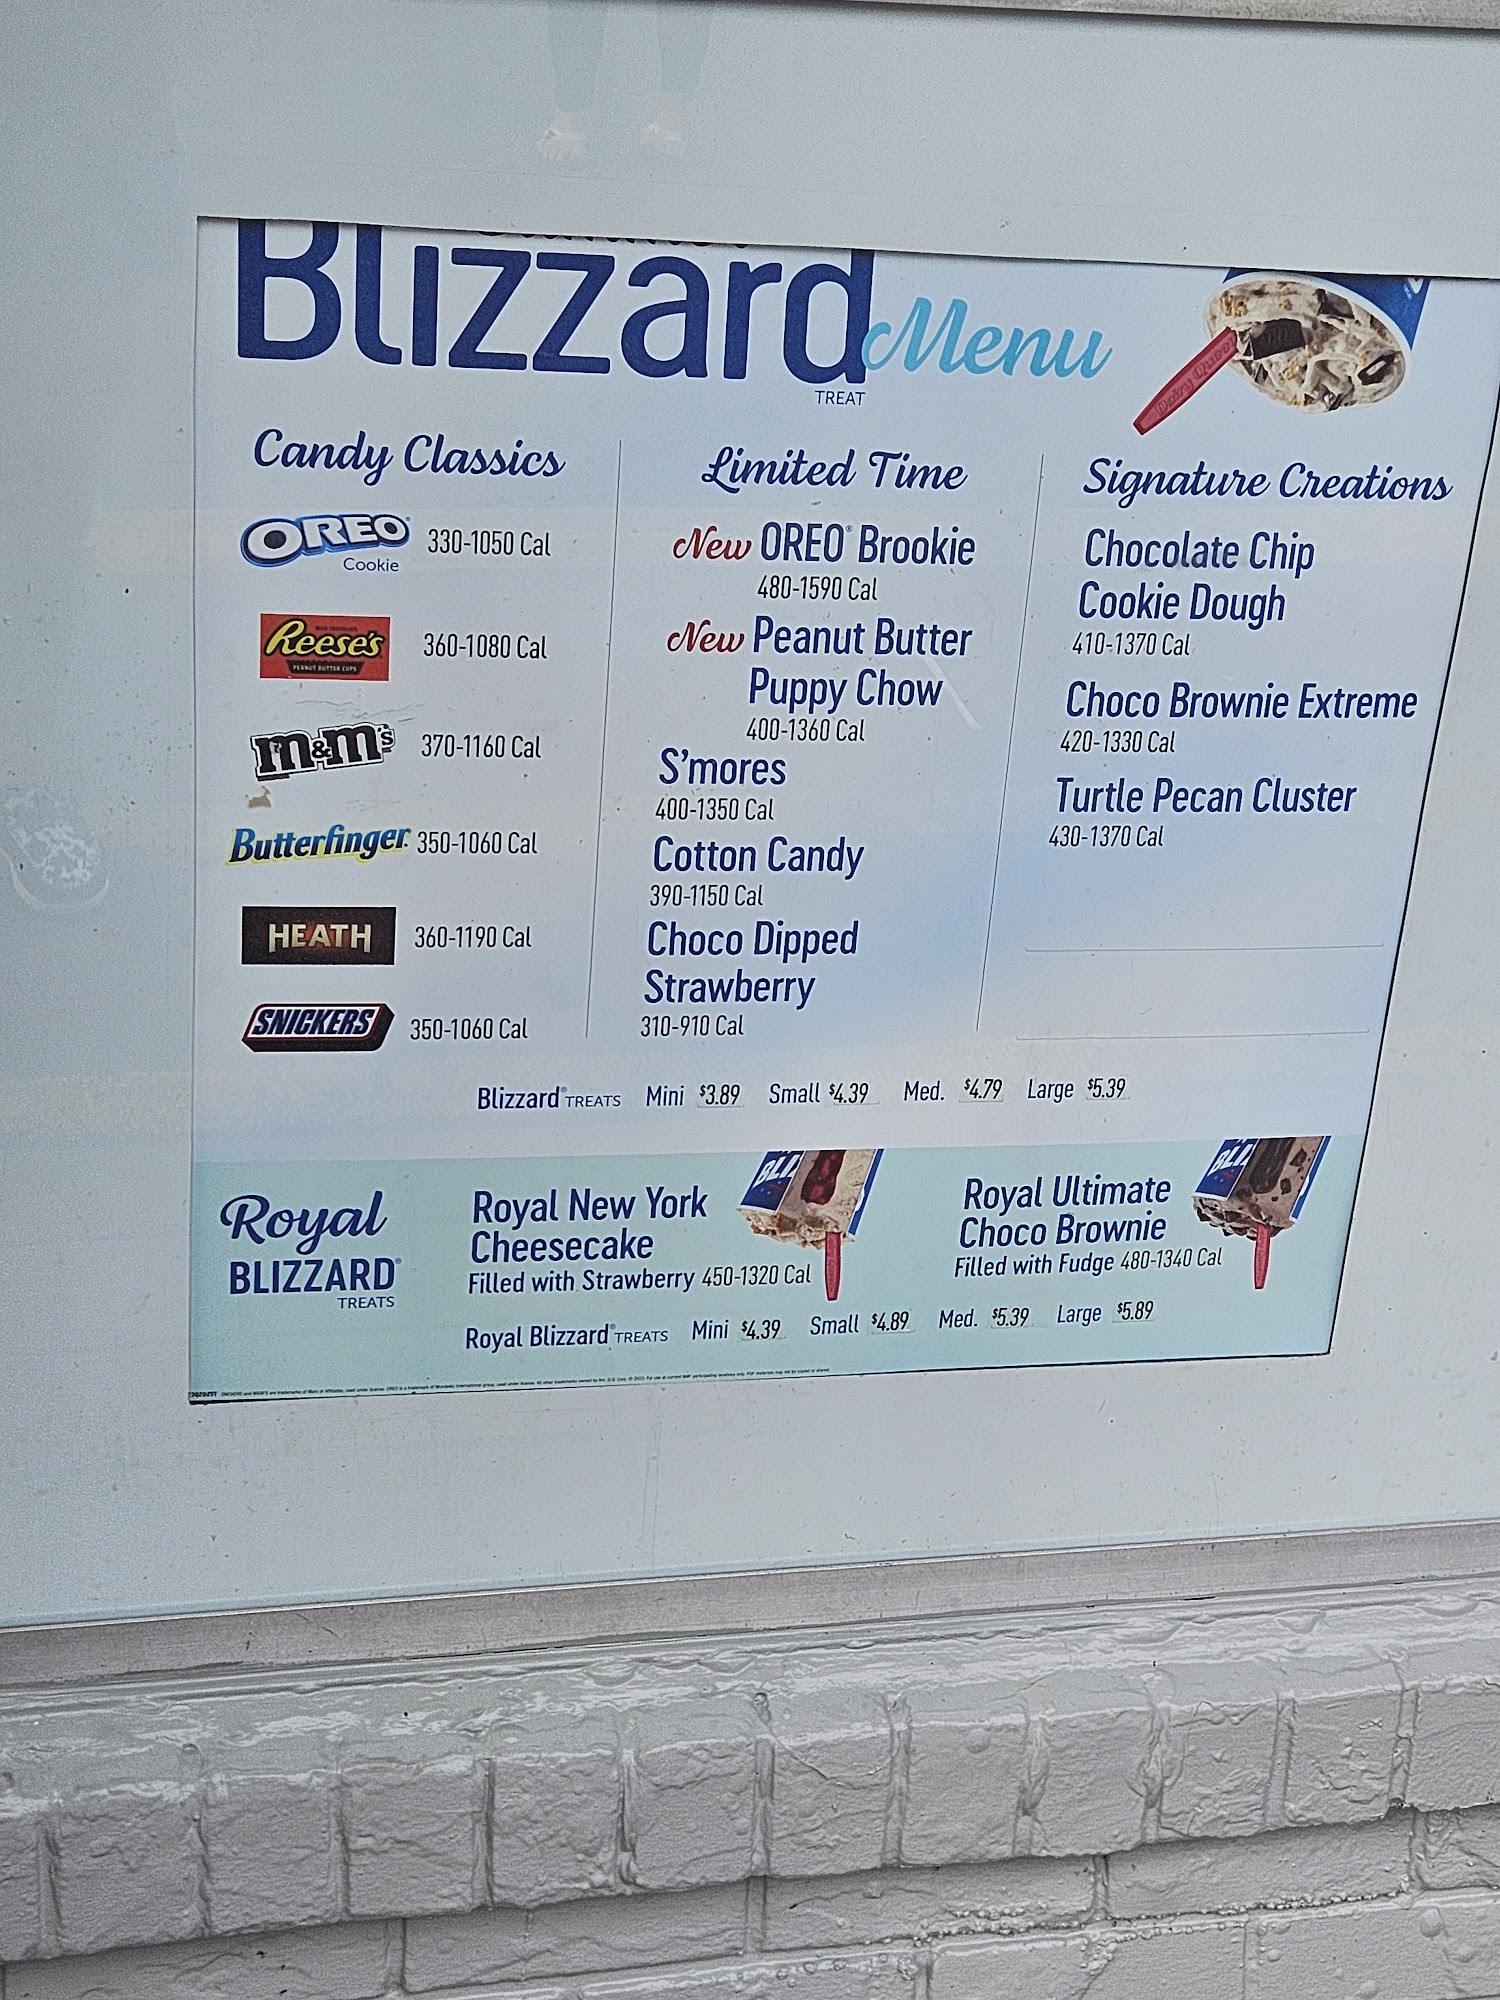 Blizzard Menu
TREAT
Dairy Queen
Candy Classics
OREO® 330-1050 Cal
Cookie
Reese's 360-1080 Cal
PEANUT BUTTER CUPS
m&m's 370-1160 Cal
Butterfinger 350-1060 Cal
HEATH 360-1190 Cal
SNICKERS 350-1060 Cal
Limited Time
New OREO® Brookie
480-1590 Cal
New Peanut Butter
Puppy Chow
400-1360 Cal
S'mores
400-1350 Cal
Cotton Candy
390-1150 Cal
Choco Dipped
Strawberry
310-910 Cal
Signature Creations
Chocolate Chip
Cookie Dough
410-1370 Cal
Choco Brownie Extreme
420-1330 Cal
Turtle Pecan Cluster
430-1370 Cal
Blizzard® TREATS Mini $3.89 Small $4.39 Med. $4.79 Large $5.39
Royal
BLIZZARD®
TREATS
Royal New York
Cheesecake
Filled with Strawberry 450-1320 Cal
BLIZ
Royal Ultimate
Choco Brownie
Filled with Fudge 480-1340 Cal
BLIZ
Royal Blizzard® TREATS Mini $4.39 Small $4.89 Med. $5.39 Large $5.89